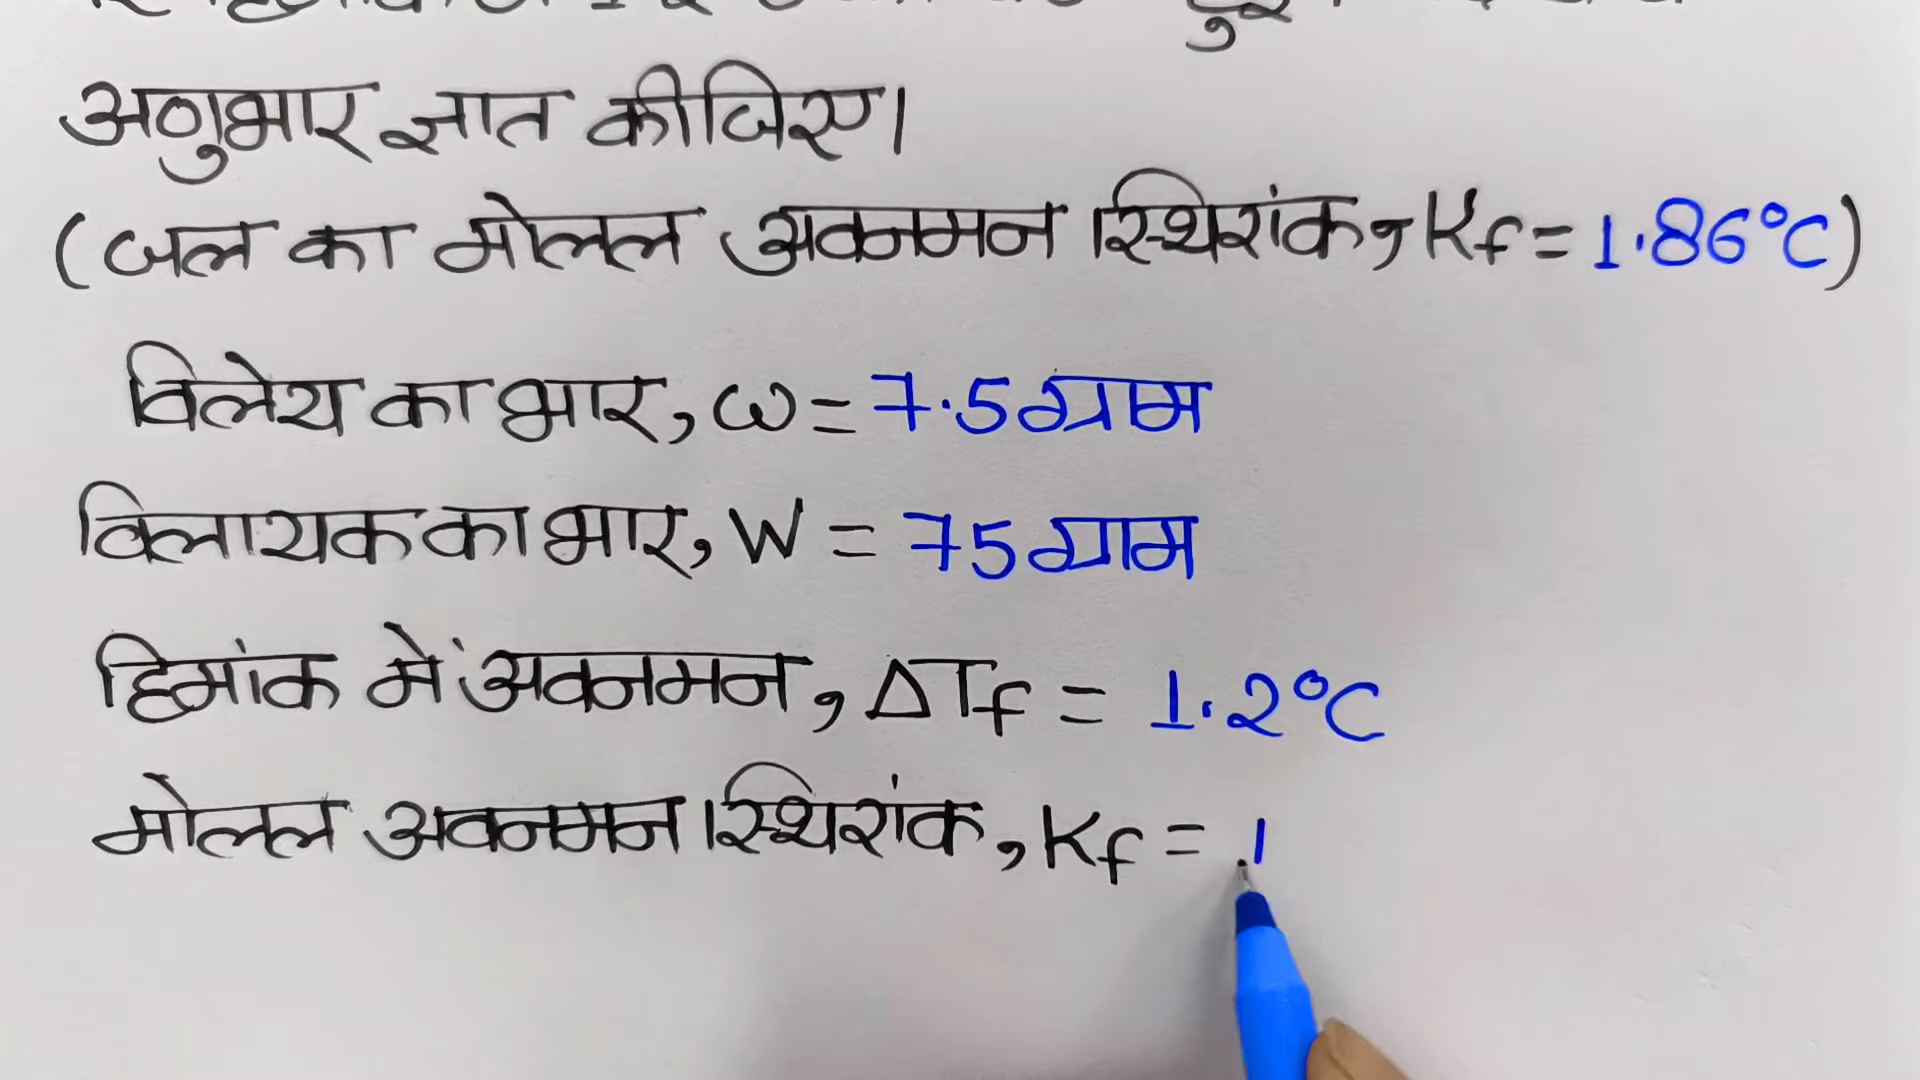 अणुभार ज्ञात कीजिए।
(जल का मोलल अवनमन स्थिरांक, Kf = 1.86°C)
विलेय का भार, w = 7.5 ग्राम
विलायक का भार, W = 75 ग्राम
हिमांक में अवनमन, ΔTf = 1.2°C
मोलल अवनमन स्थिरांक, Kf = 1